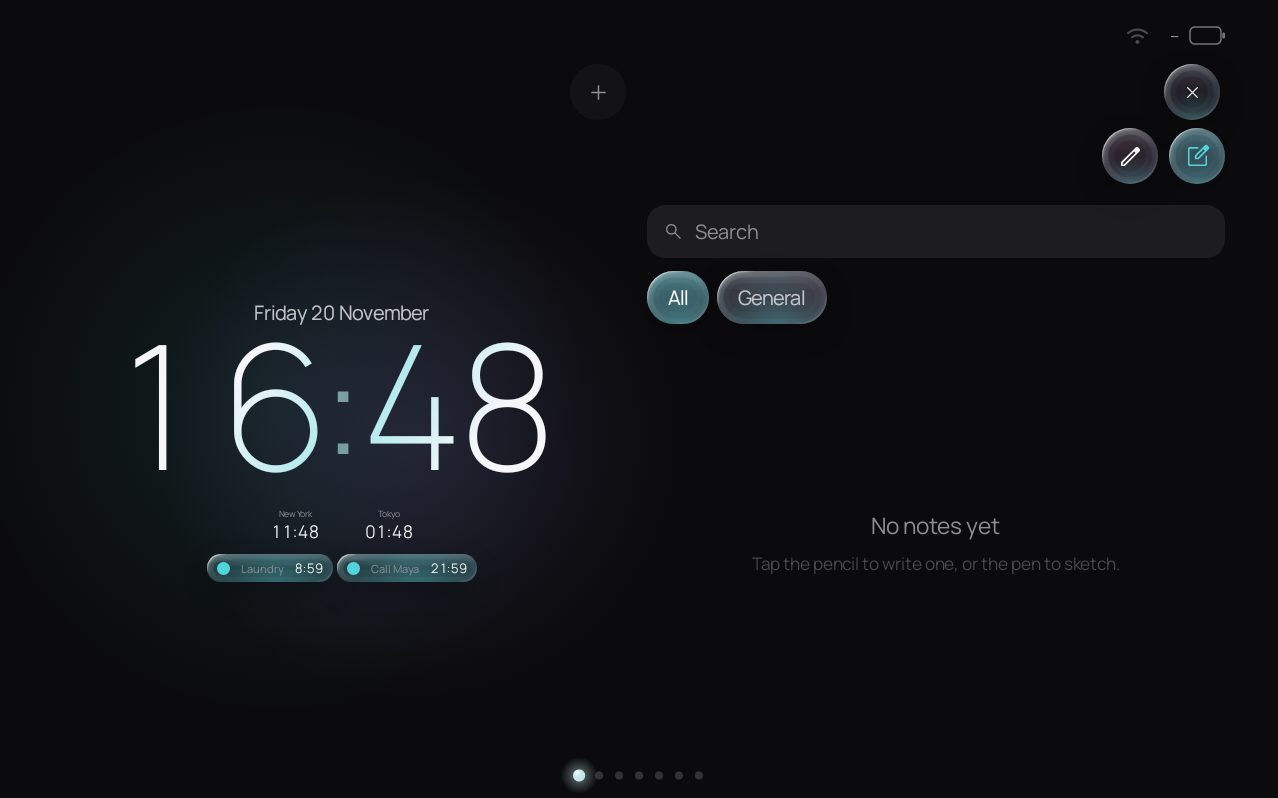 –
Search
All
General
Friday 20 November
16:48
New York
Tokyo
11:48
01:48
Laundry 8:59
Call Maya 21:59
No notes yet
Tap the pencil to write one, or the pen to sketch.